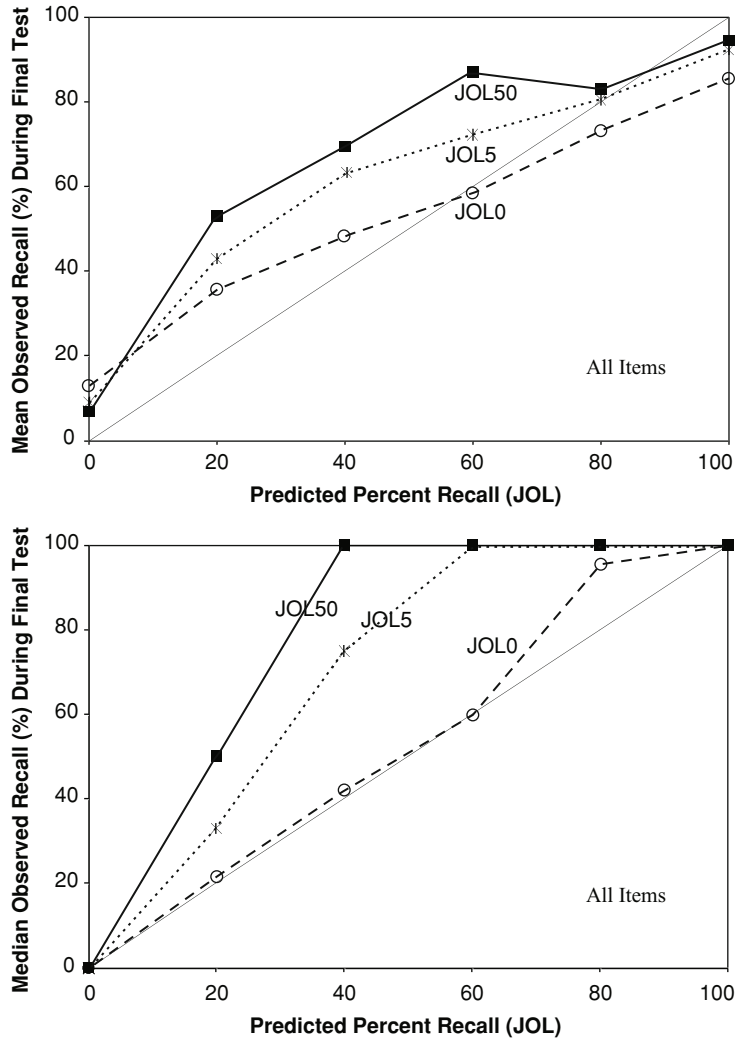 Mean Observed Recall (%) During Final Test
100
80
60
40
20
0
JOL50
JOL5
JOL0
All Items
0 20 40 60 80 100
Predicted Percent Recall (JOL)
Median Observed Recall (%) During Final Test
100
80
60
40
20
0
JOL50
JOL5
JOL0
All Items
0 20 40 60 80 100
Predicted Percent Recall (JOL)